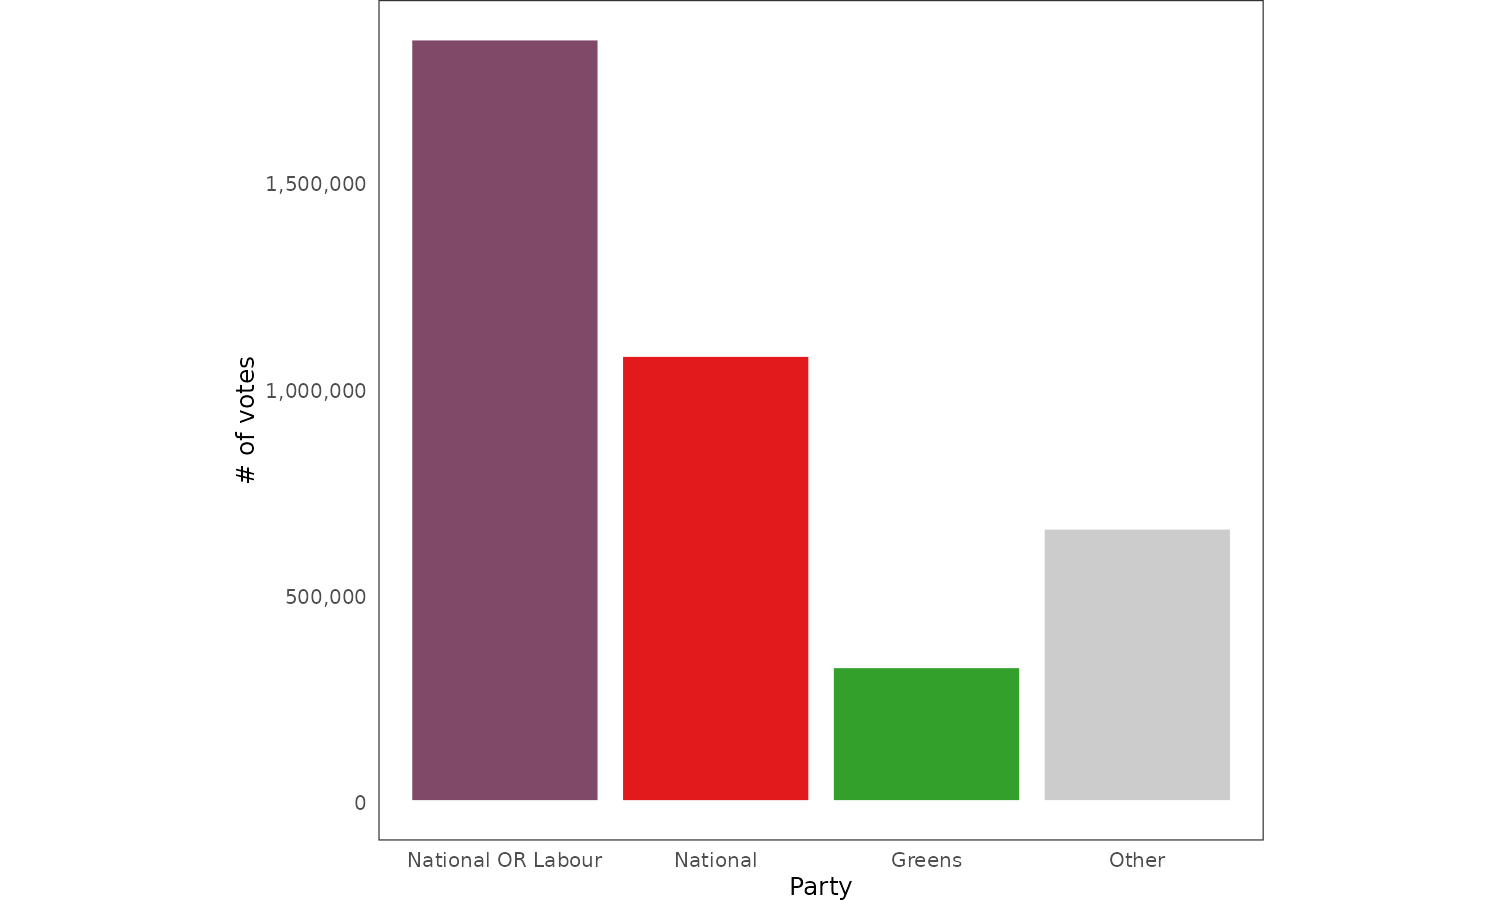 # of votes
1,500,000
1,000,000
500,000
0
National OR Labour
National
Greens
Other
Party